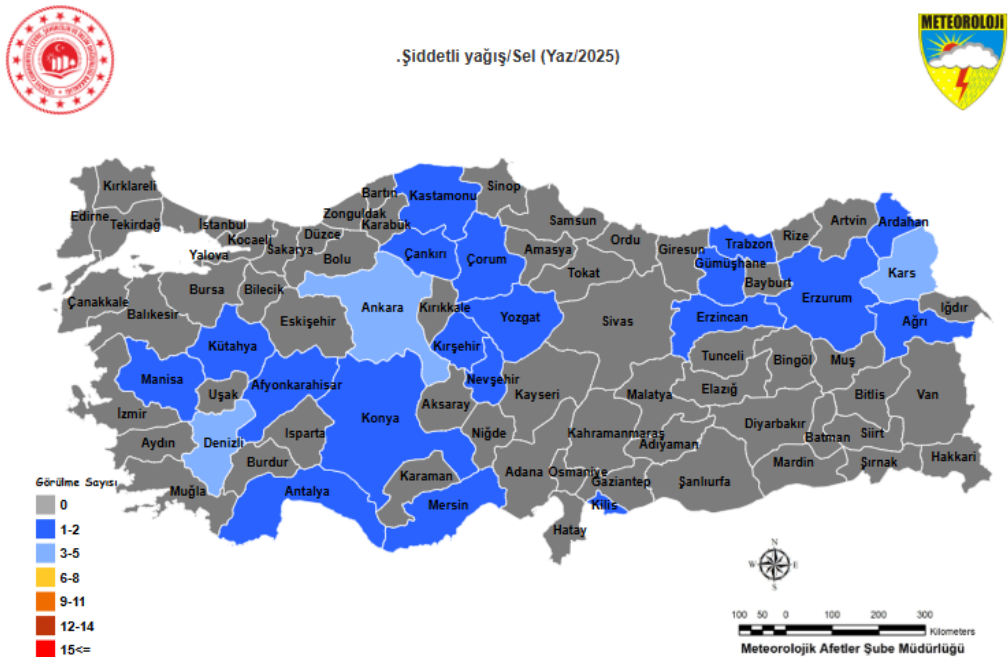 METEOROLOJİ
.Şiddetli yağış/Sel (Yaz/2025)
Kırklareli
Edirne
Tekirdağ
İstanbul
Kocaeli
Yalova
Sakarya
Düzce
Zonguldak
Bartın
Karabük
Kastamonu
Sinop
Samsun
Ordu
Giresun
Trabzon
Rize
Artvin
Ardahan
Kars
Iğdır
Ağrı
Erzurum
Bayburt
Gümüşhane
Erzincan
Tokat
Amasya
Çorum
Çankırı
Bolu
Bilecik
Bursa
Çanakkale
Balıkesir
Kütahya
Eskişehir
Ankara
Kırıkkale
Kırşehir
Yozgat
Sivas
Tunceli
Bingöl
Muş
Bitlis
Van
Elazığ
Malatya
Kayseri
Nevşehir
Aksaray
Niğde
Konya
Afyonkarahisar
Uşak
Manisa
İzmir
Aydın
Denizli
Isparta
Burdur
Muğla
Antalya
Karaman
Mersin
Adana
Osmaniye
Kahramanmaraş
Adıyaman
Gaziantep
Kilis
Hatay
Şanlıurfa
Diyarbakır
Batman
Siirt
Mardin
Şırnak
Hakkari
Görülme Sayısı
0
1-2
3-5
6-8
9-11
12-14
15<=
N
W E
S
100 50 0 100 200 300
Kilometers
Meteorolojik Afetler Şube Müdürlüğü